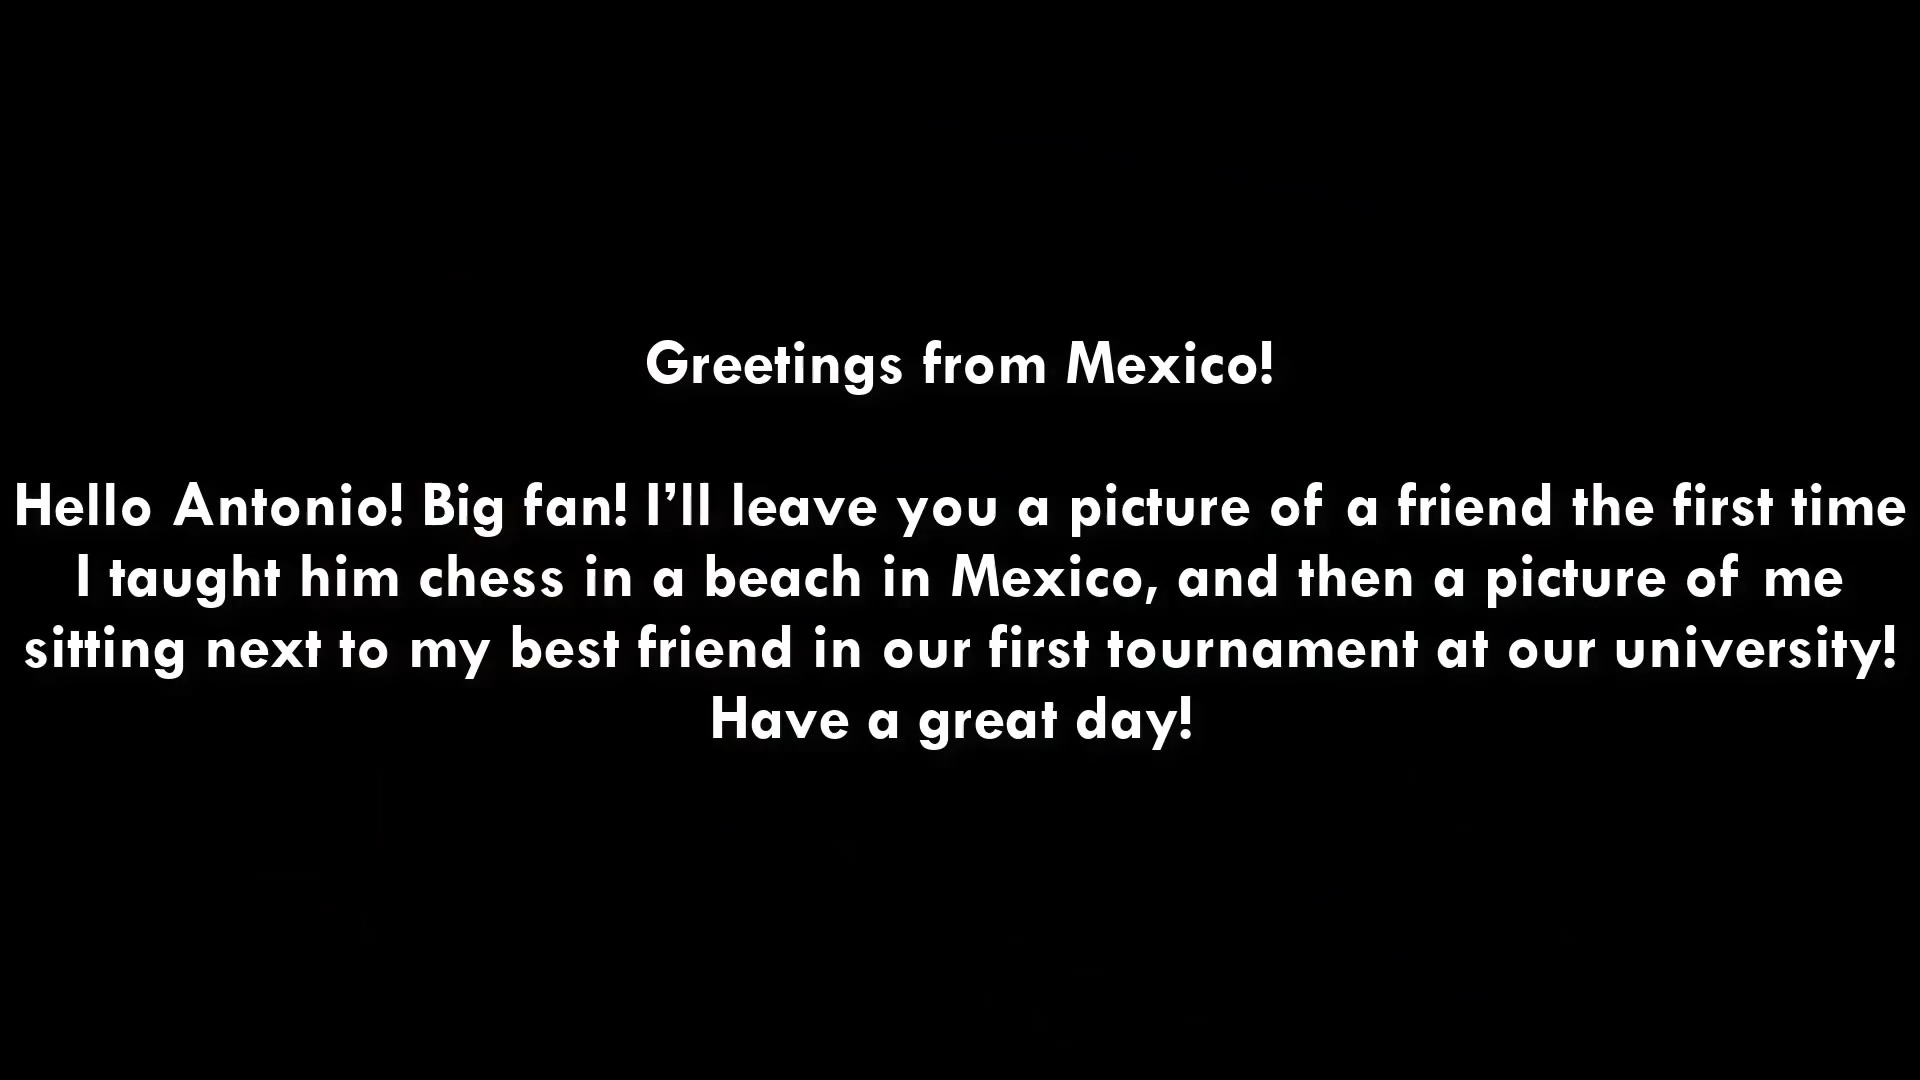 Greetings from Mexico!
Hello Antonio! Big fan! I’ll leave you a picture of a friend the first time
I taught him chess in a beach in Mexico, and then a picture of me
sitting next to my best friend in our first tournament at our university!
Have a great day!